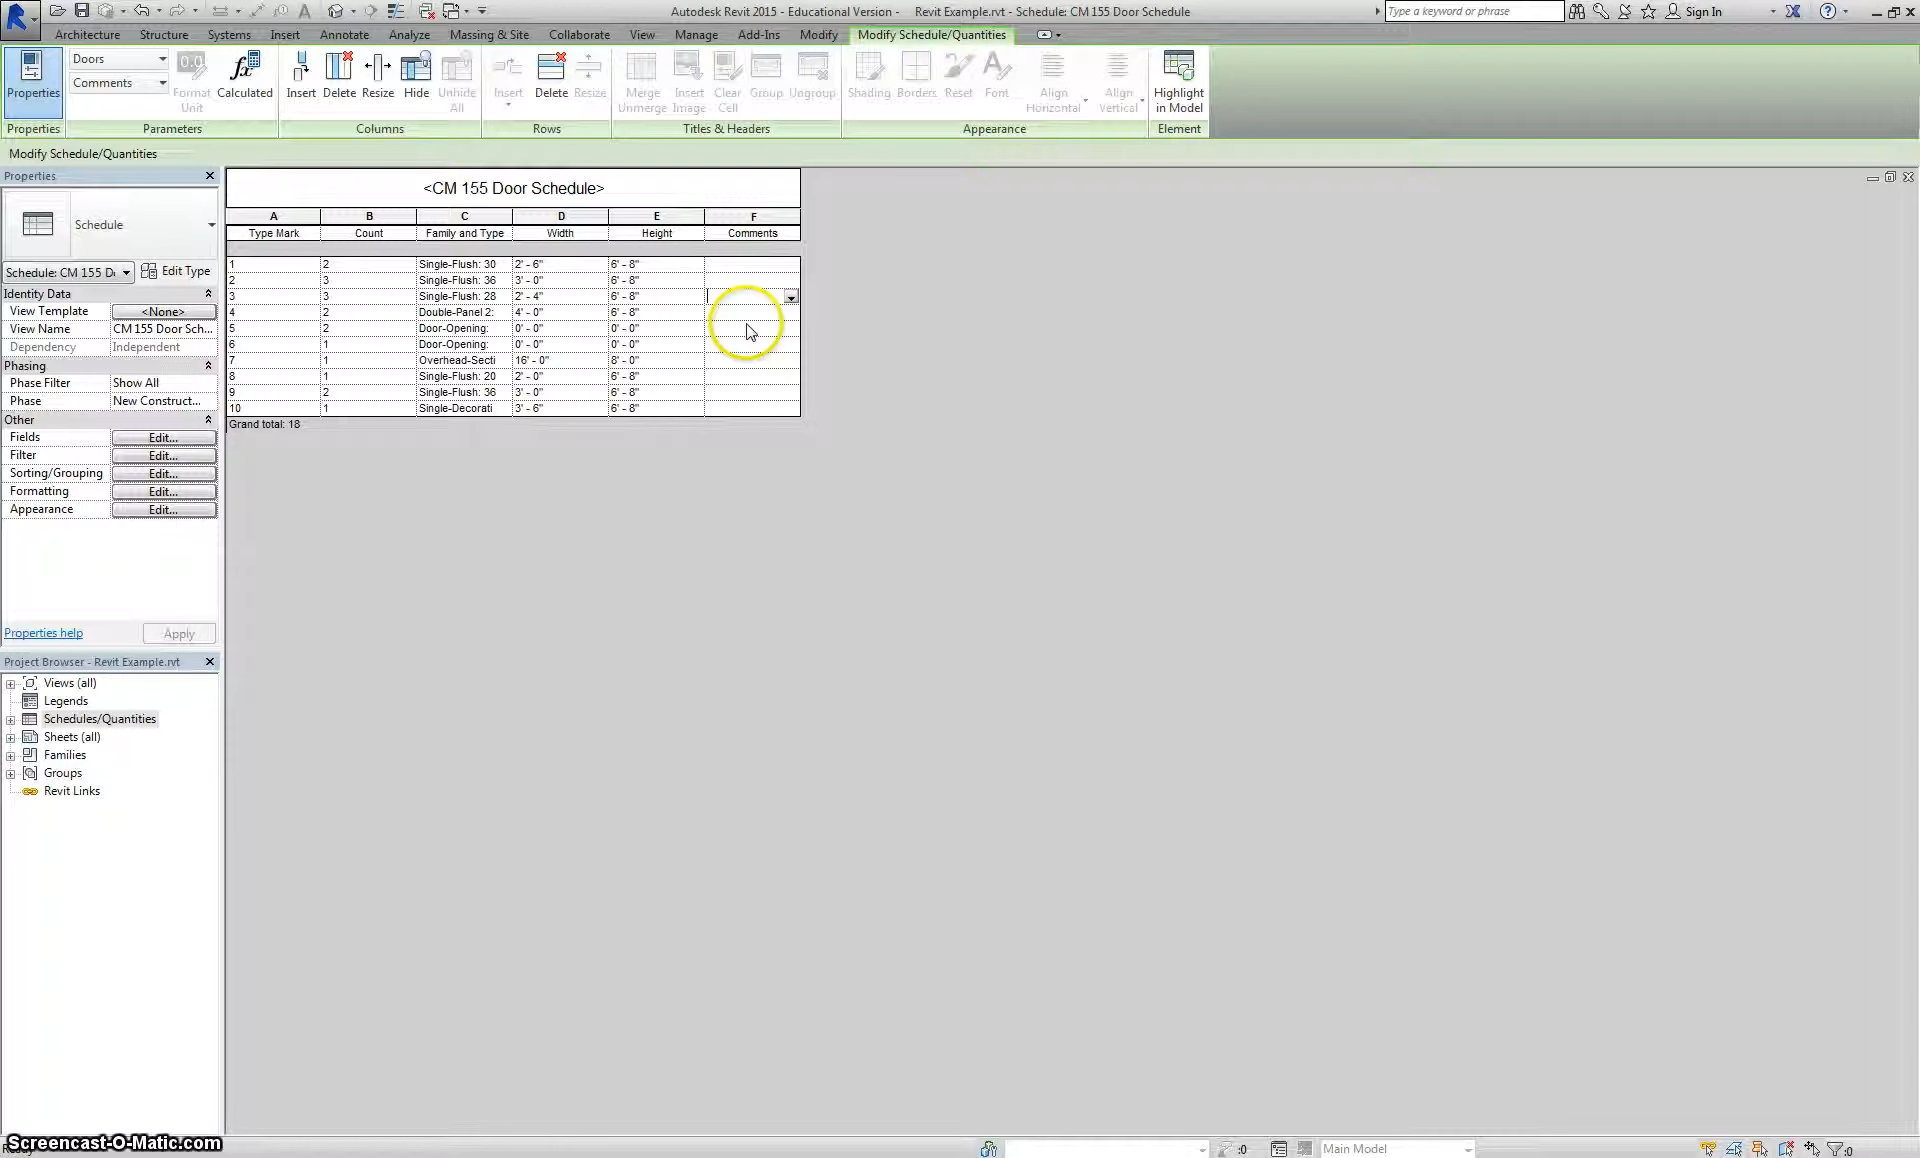 Autodesk Revit 2015 - Educational Version - Revit Example.rvt - Schedule: CM 155 Door Schedule
Type a keyword or phrase
Sign In
Architecture Structure Systems Insert Annotate Analyze Massing & Site Collaborate View Manage Add-Ins Modify Modify Schedule/Quantities
Doors
Comments
Properties
Format Unit
Calculated
Insert Delete Resize Hide Unhide All
Insert Delete Resize
Merge Unmerge Insert Image Clear Cell Group Ungroup
Shading Borders Reset Font Align Horizontal Align Vertical
Highlight in Model
Properties Parameters Columns Rows Titles & Headers Appearance Element
Modify Schedule/Quantities
Properties
Schedule
Schedule: CM 155 D
Edit Type
Identity Data
View Template <None>
View Name CM 155 Door Sch...
Dependency Independent
Phasing
Phase Filter Show All
Phase New Construct...
Other
Fields Edit...
Filter Edit...
Sorting/Grouping Edit...
Formatting Edit...
Appearance Edit...
Properties help Apply
Project Browser - Revit Example.rvt
Views (all)
Legends
Schedules/Quantities
Sheets (all)
Families
Groups
Revit Links
<CM 155 Door Schedule>
A B C D E F
Type Mark Count Family and Type Width Height Comments
1 2 Single-Flush: 30 2' - 6" 6' - 8"
2 3 Single-Flush: 36 3' - 0" 6' - 8"
3 3 Single-Flush: 28 2' - 4" 6' - 8"
4 2 Double-Panel 2: 4' - 0" 6' - 8"
5 2 Door-Opening: 0' - 0" 0' - 0"
6 1 Door-Opening: 0' - 0" 0' - 0"
7 1 Overhead-Secti 16' - 0" 8' - 0"
8 1 Single-Flush: 20 2' - 0" 6' - 8"
9 2 Single-Flush: 36 3' - 0" 6' - 8"
10 1 Single-Decorati 3' - 6" 6' - 8"
Grand total: 18
Screencast-O-Matic.com
:0
Main Model
:0